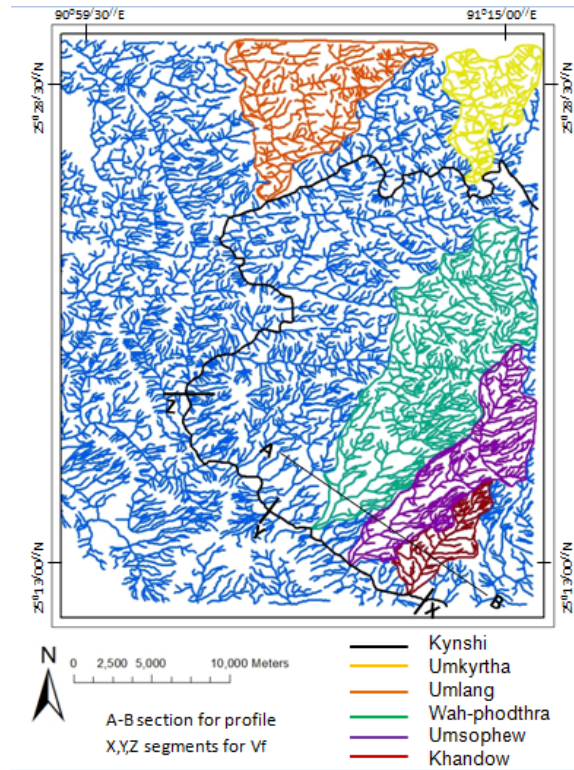 90°59/30//E
91°15/00//E
25° 28/30//N
25° 28/30//N
Z
A
Y
25°13/00//N
25°13/00//N
B
X
N
0 2,500 5,000 10,000 Meters
A-B section for profile
X,Y,Z segments for Vf
Kynshi
Umkyrtha
Umlang
Wah-phodthra
Umsophew
Khandow